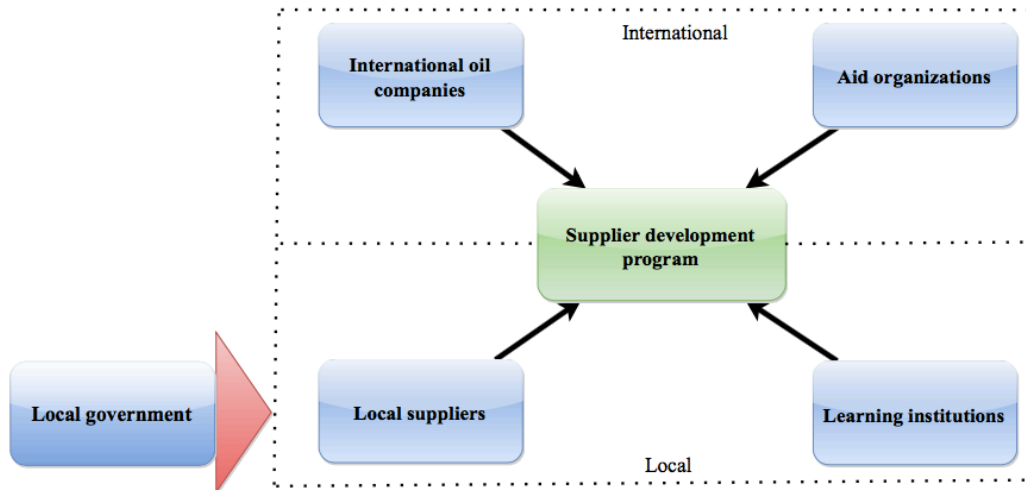 International
International oil
companies
Aid organizations
Supplier development
program
Local government
Local suppliers
Learning institutions
Local